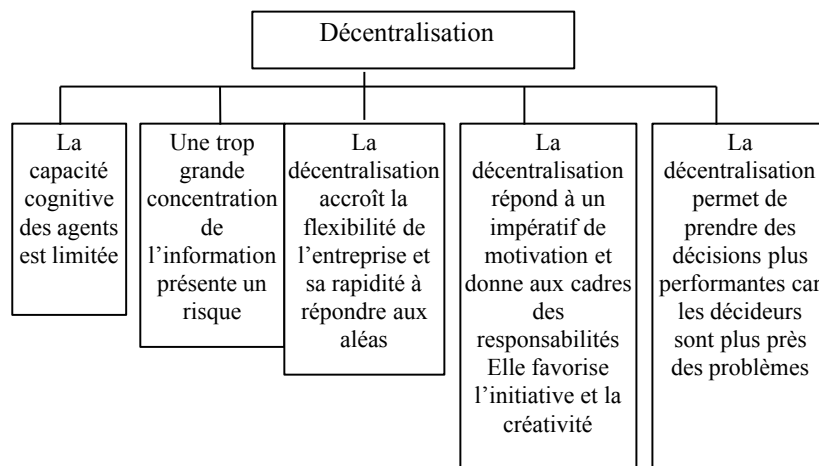 Décentralisation
La
capacité
cognitive
des agents
est limitée
Une trop
grande
concentration
de
l’information
présente un
risque
La
décentralisation
accroît la
flexibilité de
l’entreprise et
sa rapidité à
répondre aux
aléas
La
décentralisation
répond à un
impératif de
motivation et
donne aux cadres
des
responsabilités
Elle favorise
l’initiative et la
créativité
La
décentralisation
permet de
prendre des
décisions plus
performantes car
les décideurs
sont plus près
des problèmes